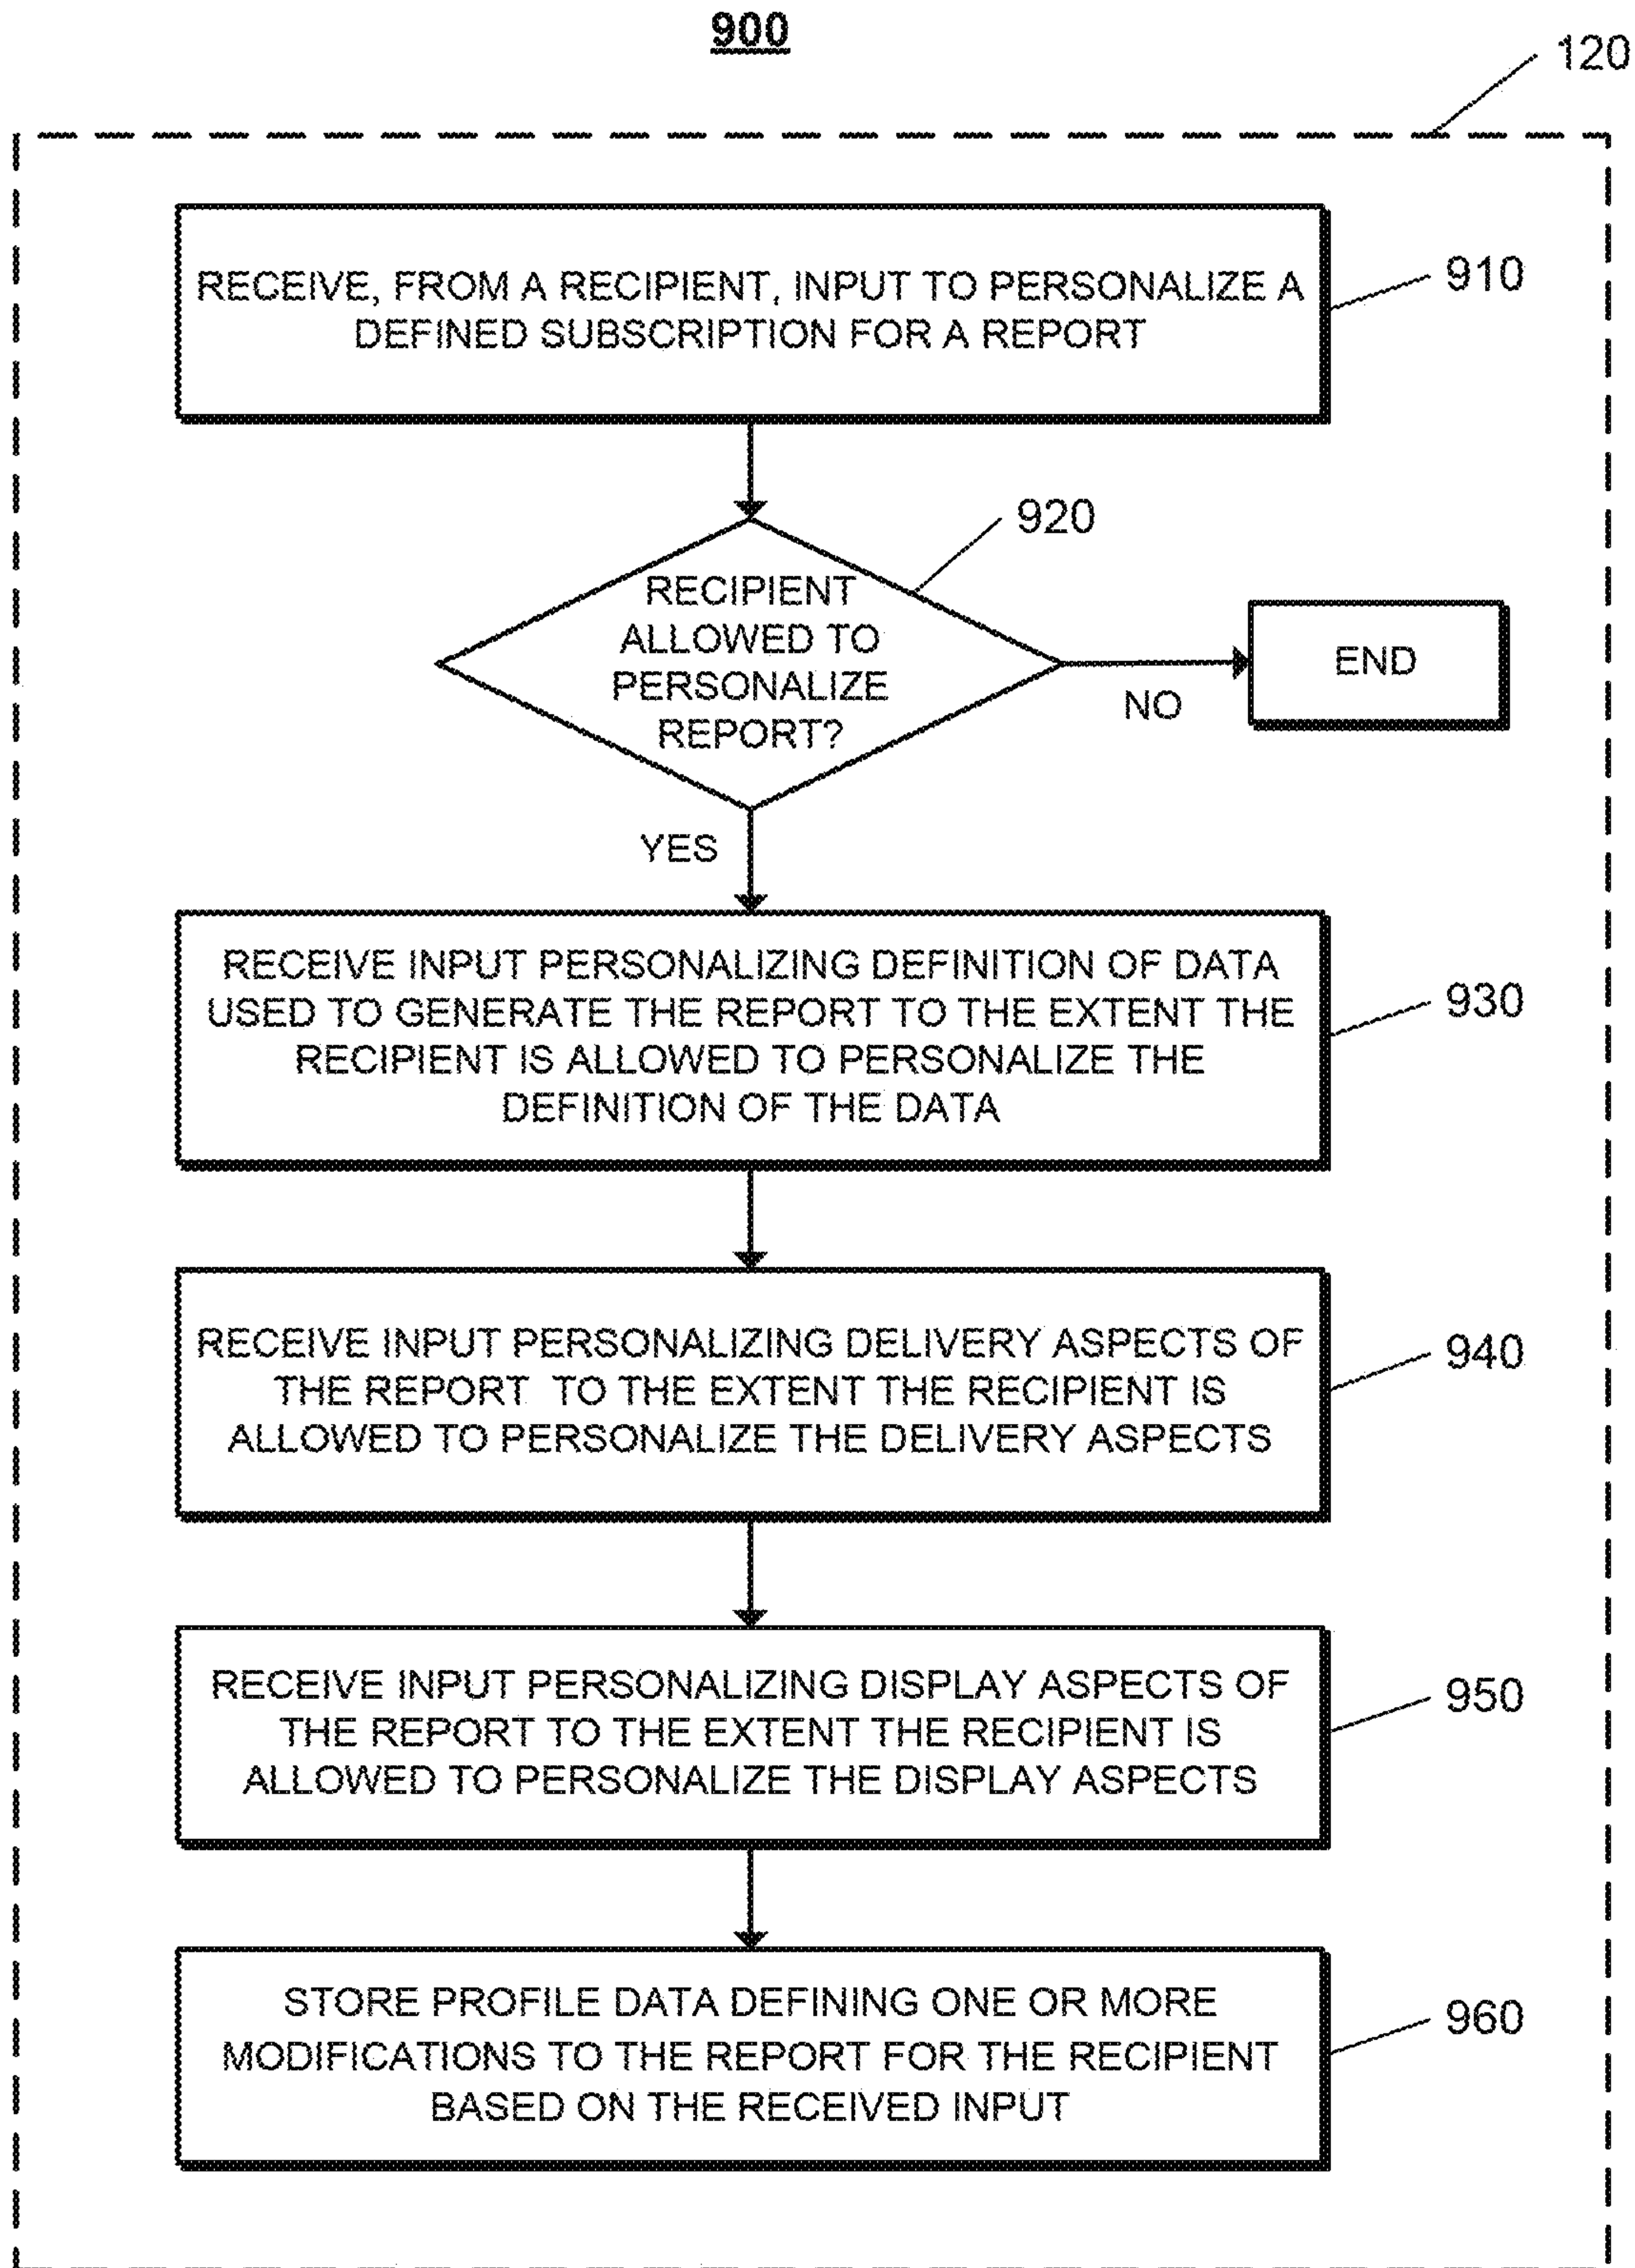 900
120
RECEIVE, FROM A RECIPIENT, INPUT TO PERSONALIZE A
DEFINED SUBSCRIPTION FOR A REPORT
910
920
RECIPIENT
ALLOWED TO
PERSONALIZE
REPORT?
END
NO
YES
RECEIVE INPUT PERSONALIZING DEFINITION OF DATA
USED TO GENERATE THE REPORT TO THE EXTENT THE
RECIPIENT IS ALLOWED TO PERSONALIZE THE
DEFINITION OF THE DATA
930
RECEIVE INPUT PERSONALIZING DELIVERY ASPECTS OF
THE REPORT TO THE EXTENT THE RECIPIENT IS
ALLOWED TO PERSONALIZE THE DELIVERY ASPECTS
940
RECEIVE INPUT PERSONALIZING DISPLAY ASPECTS OF
THE REPORT TO THE EXTENT THE RECIPIENT IS
ALLOWED TO PERSONALIZE THE DISPLAY ASPECTS
950
STORE PROFILE DATA DEFINING ONE OR MORE
MODIFICATIONS TO THE REPORT FOR THE RECIPIENT
BASED ON THE RECEIVED INPUT
960